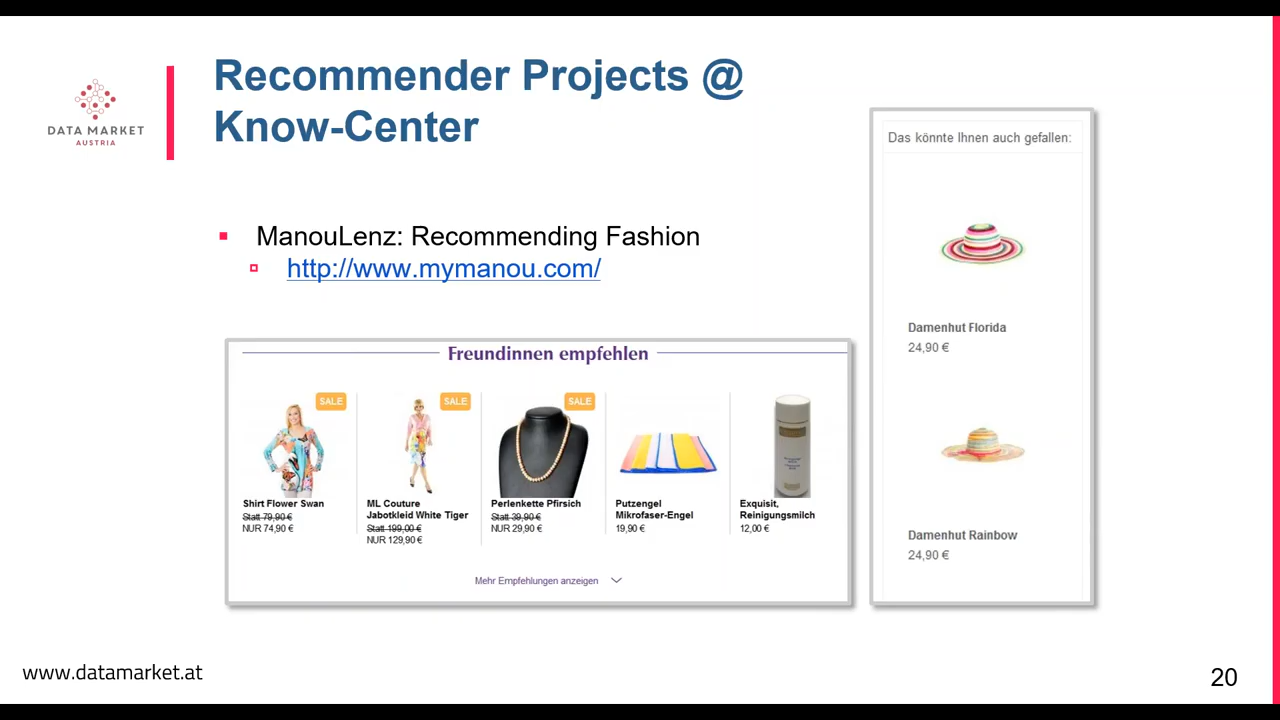 Recommender Projects @
Know-Center
DATA MARKET
AUSTRIA
ManouLenz: Recommending Fashion
http://www.mymanou.com/
Freundinnen empfehlen
SALE
SALE
SALE
Shirt Flower Swan
Statt 79,90 €
NUR 74,90 €
ML Couture
Jabotkleid White Tiger
Statt 199,00 €
NUR 129,90 €
Perlenkette Pfirsich
Statt 39,90 €
NUR 29,90 €
Putzengel
Mikrofaser-Engel
19,90 €
Exquisit,
Reinigungsmilch
12,00 €
Mehr Empfehlungen anzeigen
Das könnte Ihnen auch gefallen:
Damenhut Florida
24,90 €
Damenhut Rainbow
24,90 €
www.datamarket.at
20